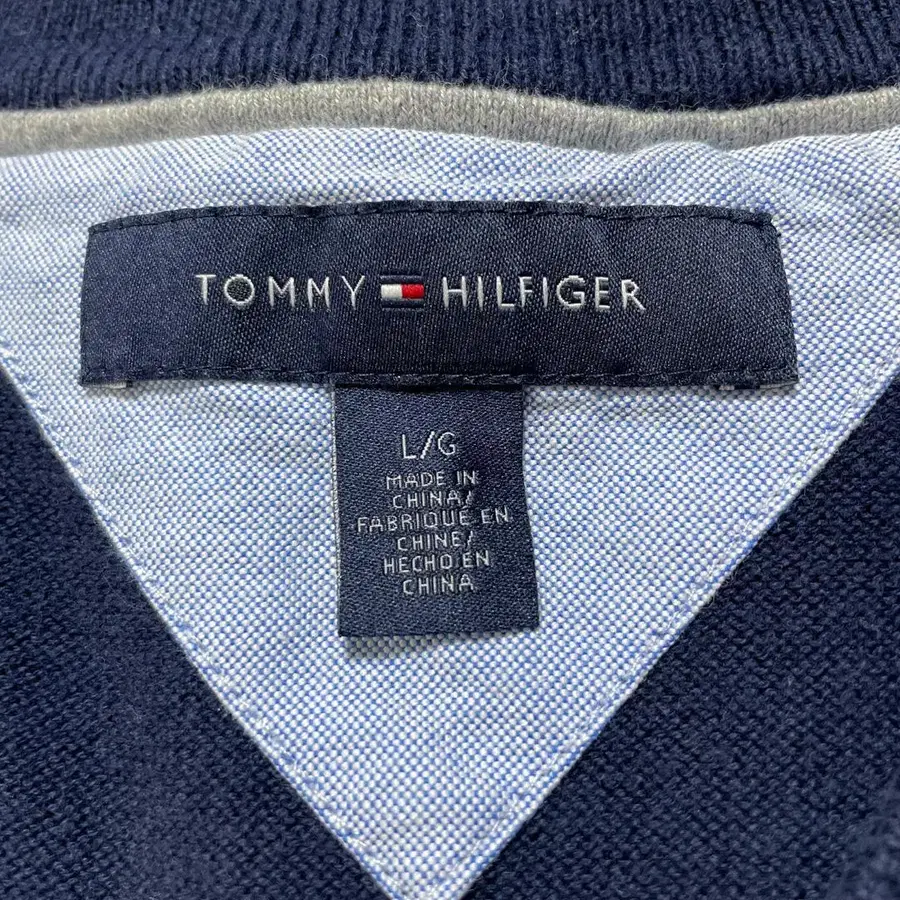 TOMMY HILFIGER
L/G
MADE IN
CHINA/
FABRIQUE EN
CHINE/
HECHO EN
CHINA